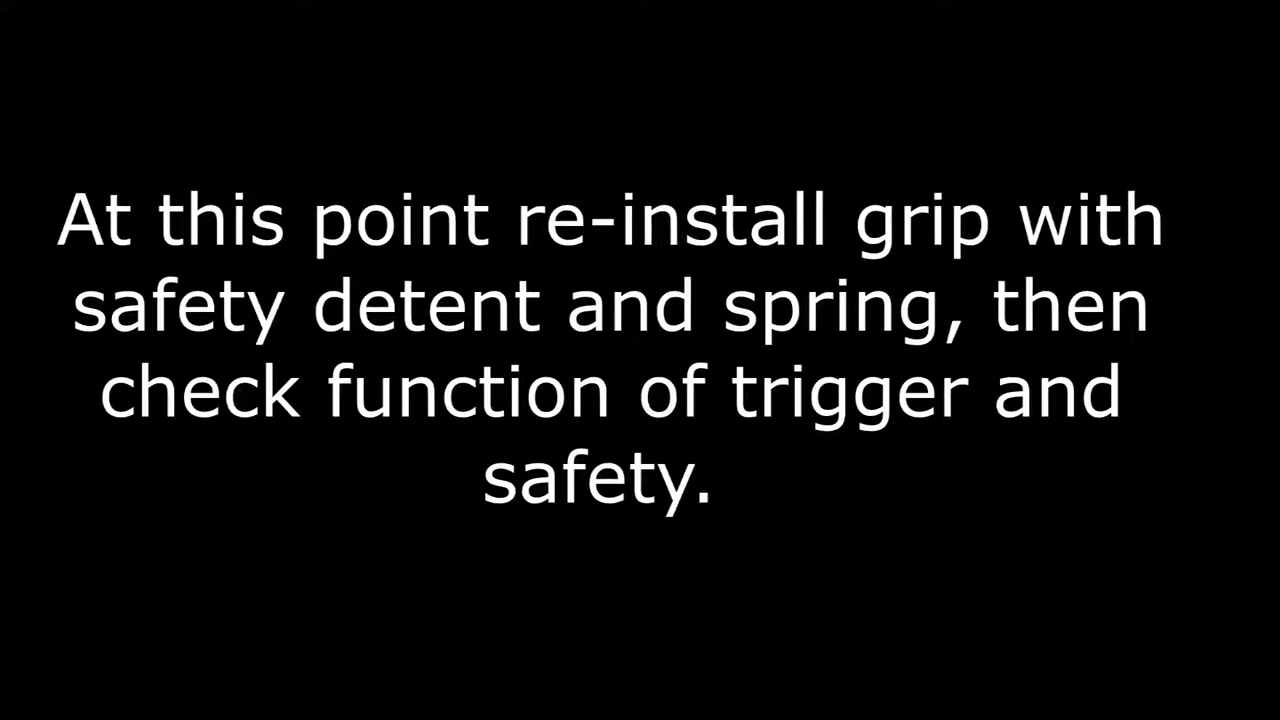 At this point re-install grip with
safety detent and spring, then
check function of trigger and
safety.